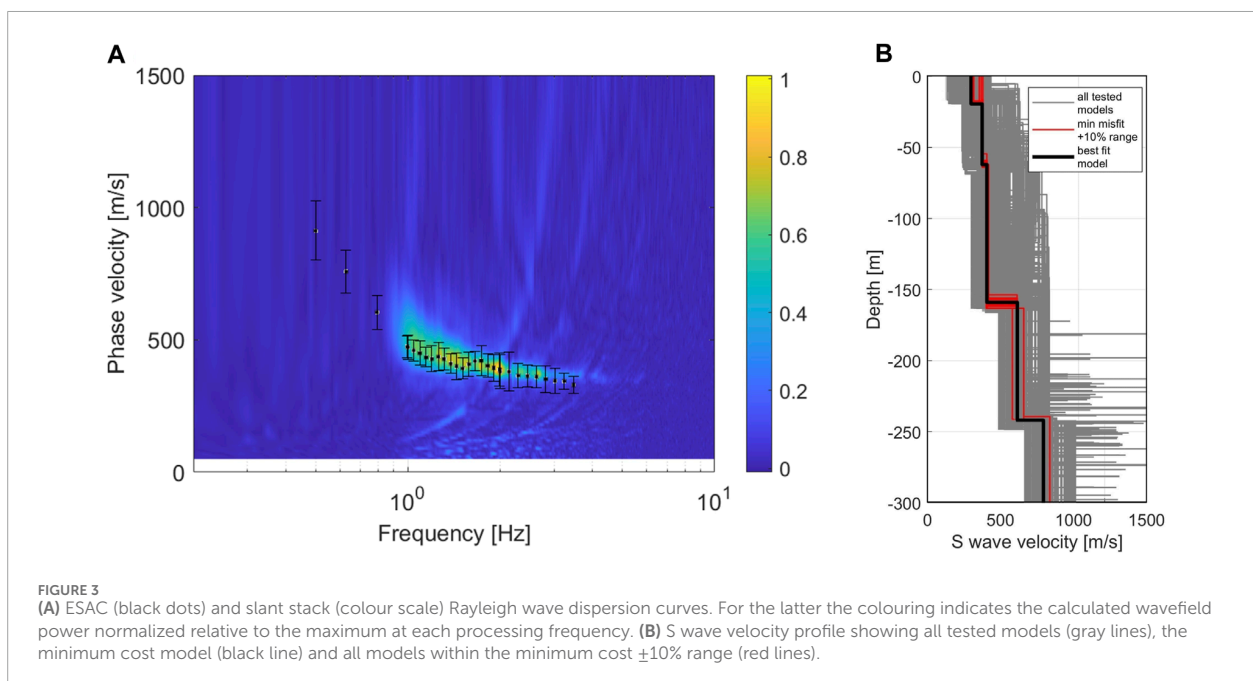 A
1500
1000
500
0
Phase velocity [m/s]
10⁰
10¹
Frequency [Hz]
1
0.8
0.6
0.4
0.2
0
B
0
-50
-100
-150
-200
-250
-300
Depth [m]
0
500
1000
1500
S wave velocity [m/s]
all tested
models
min misfit
+10% range
best fit
model
FIGURE 3
(A) ESAC (black dots) and slant stack (colour scale) Rayleigh wave dispersion curves. For the latter the colouring indicates the calculated wavefield
power normalized relative to the maximum at each processing frequency. (B) S wave velocity profile showing all tested models (gray lines), the
minimum cost model (black line) and all models within the minimum cost ±10% range (red lines).